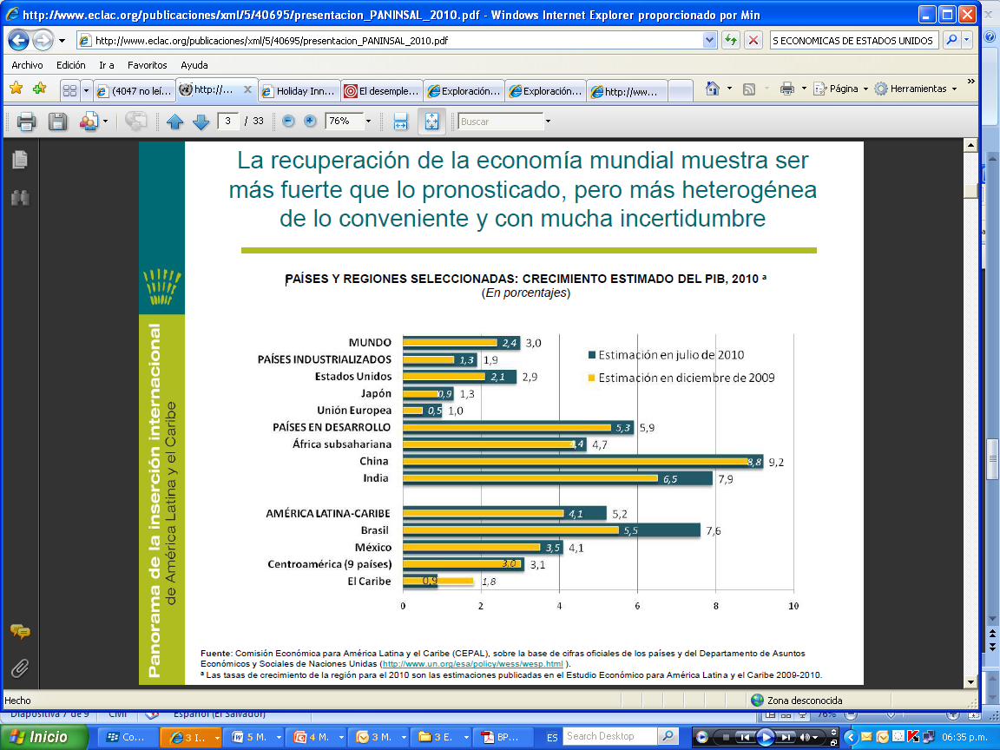 http://www.eclac.org/publicaciones/xml/5/40695/presentacion_PANINSAL_2010.pdf - Windows Internet Explorer proporcionado por Min
http://www.eclac.org/publicaciones/xml/5/40695/presentacion_PANINSAL_2010.pdf
S ECONOMICAS DE ESTADOS UNIDOS
Archivo Edición Ir a Favoritos Ayuda
(4047 no leí... http://... Holiday Inn... El desemple... Exploración... Exploración... http://ww...
Página Herramientas
3 / 33 76% Buscar
La recuperación de la economía mundial muestra ser
más fuerte que lo pronosticado, pero más heterogénea
de lo conveniente y con mucha incertidumbre
Panorama de la inserción internacional
de América Latina y el Caribe
PAÍSES Y REGIONES SELECCIONADAS: CRECIMIENTO ESTIMADO DEL PIB, 2010 ª
(En porcentajes)
Estimación en julio de 2010
Estimación en diciembre de 2009
MUNDO 2,4 3,0
PAÍSES INDUSTRIALIZADOS 1,3 1,9
Estados Unidos 2,1 2,9
Japón 0,9 1,3
Unión Europea 0,5 1,0
PAÍSES EN DESARROLLO 5,3 5,9
África subsahariana 4,7
China 8,8 9,2
India 6,5 7,9
AMÉRICA LATINA-CARIBE 4,1 5,2
Brasil 5,5 7,6
México 3,5 4,1
Centroamérica (9 países) 3,0 3,1
El Caribe 0,9 1,8
0 2 4 6 8 10
Fuente: Comisión Económica para América Latina y el Caribe (CEPAL), sobre la base de cifras oficiales de los países y del Departamento de Asuntos
Económicos y Sociales de Naciones Unidas (http://www.un.org/esa/policy/wess/wesp.html ).
ª Las tasas de crecimiento de la región para el 2010 son las estimaciones publicadas en el Estudio Económico para América Latina y el Caribe 2009-2010.
Hecho Zona desconocida
Diapositiva 7 de 9 Español (El Salvador) 76%
Inicio Co... 3 I... 5 M. 4 M. 3 M. 3 E. BP... ES Search Desktop 06:35 p.m.